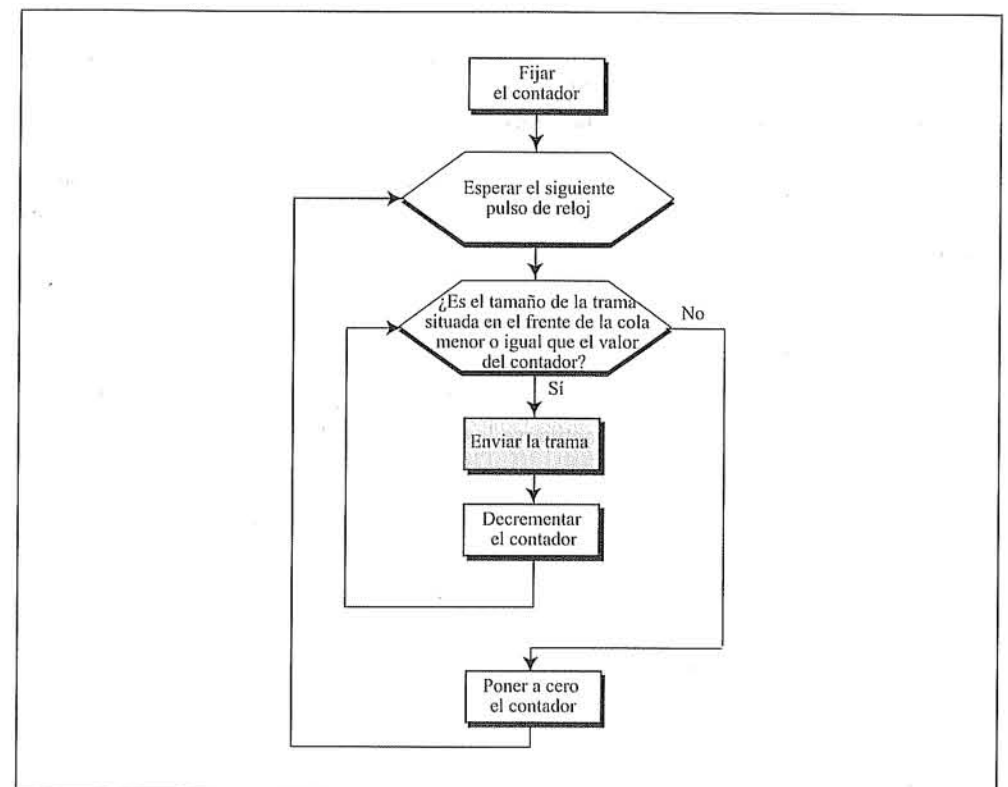 Fijar
el contador
Esperar el siguiente
pulso de reloj
¿Es el tamaño de la trama
situada en el frente de la cola
menor o igual que el valor
del contador?
No
Sí
Enviar la trama
Decrementar
el contador
Poner a cero
el contador